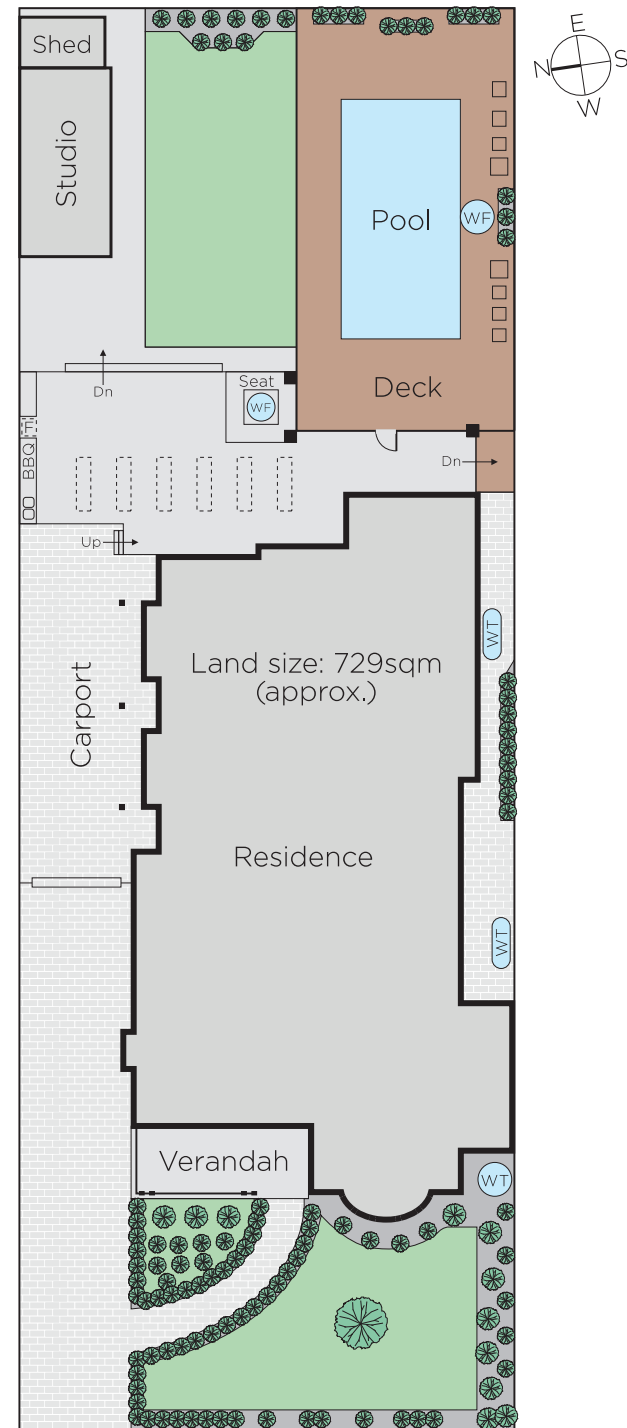 Shed
N
E
S
W
Studio
Pool
WF
Deck
Dn
Seat
WF
F
BBQ
Dn
Up
WT
Carport
Land size: 729sqm
(approx.)
Residence
WT
Verandah
WT